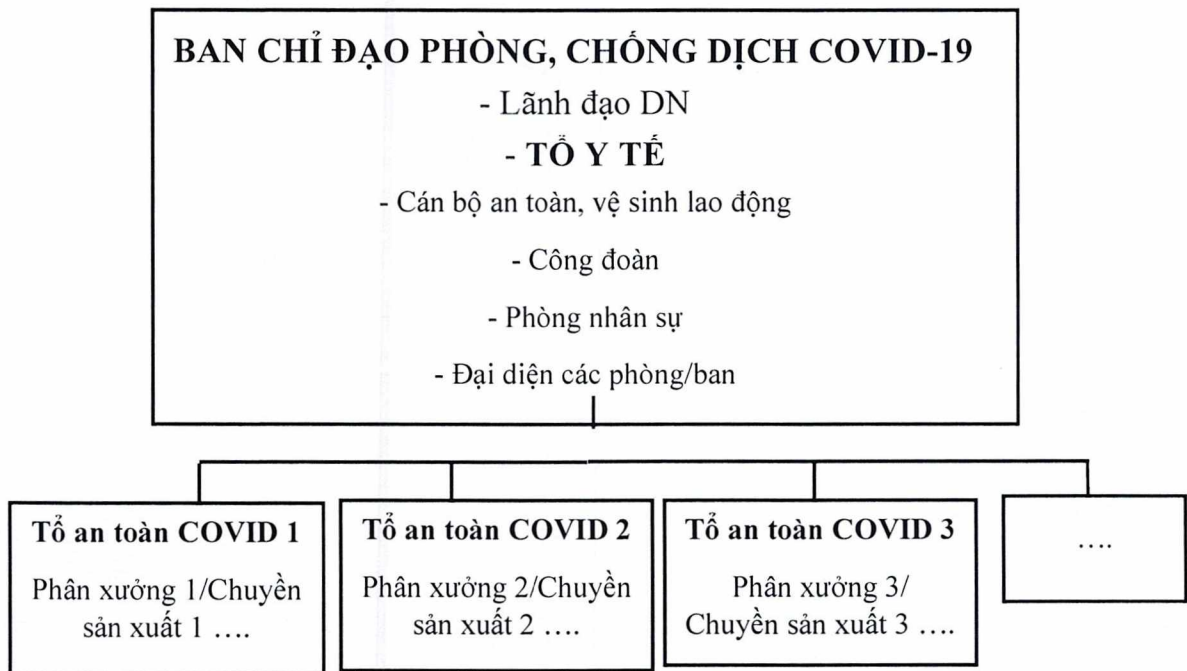 BAN CHỈ ĐẠO PHÒNG, CHỐNG DỊCH COVID-19
- Lãnh đạo DN
- TỔ Y TẾ
- Cán bộ an toàn, vệ sinh lao động
- Công đoàn
- Phòng nhân sự
- Đại diện các phòng/ban
Tổ an toàn COVID 1
Phân xưởng 1/Chuyền
sản xuất 1 ....
Tổ an toàn COVID 2
Phân xưởng 2/Chuyền
sản xuất 2 ....
Tổ an toàn COVID 3
Phân xưởng 3/
Chuyền sản xuất 3 ....
....